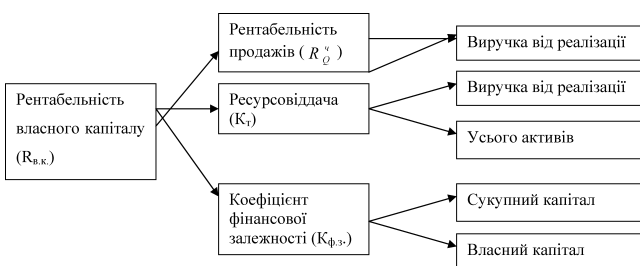 Рентабельність
власного капіталу
(Rв.к.)
Рентабельність
продажів ( R ч Q )
Ресурсовіддача
(Кт)
Коефіцієнт
фінансової
залежності (Кф.з.)
Виручка від реалізації
Виручка від реалізації
Усього активів
Сукупний капітал
Власний капітал